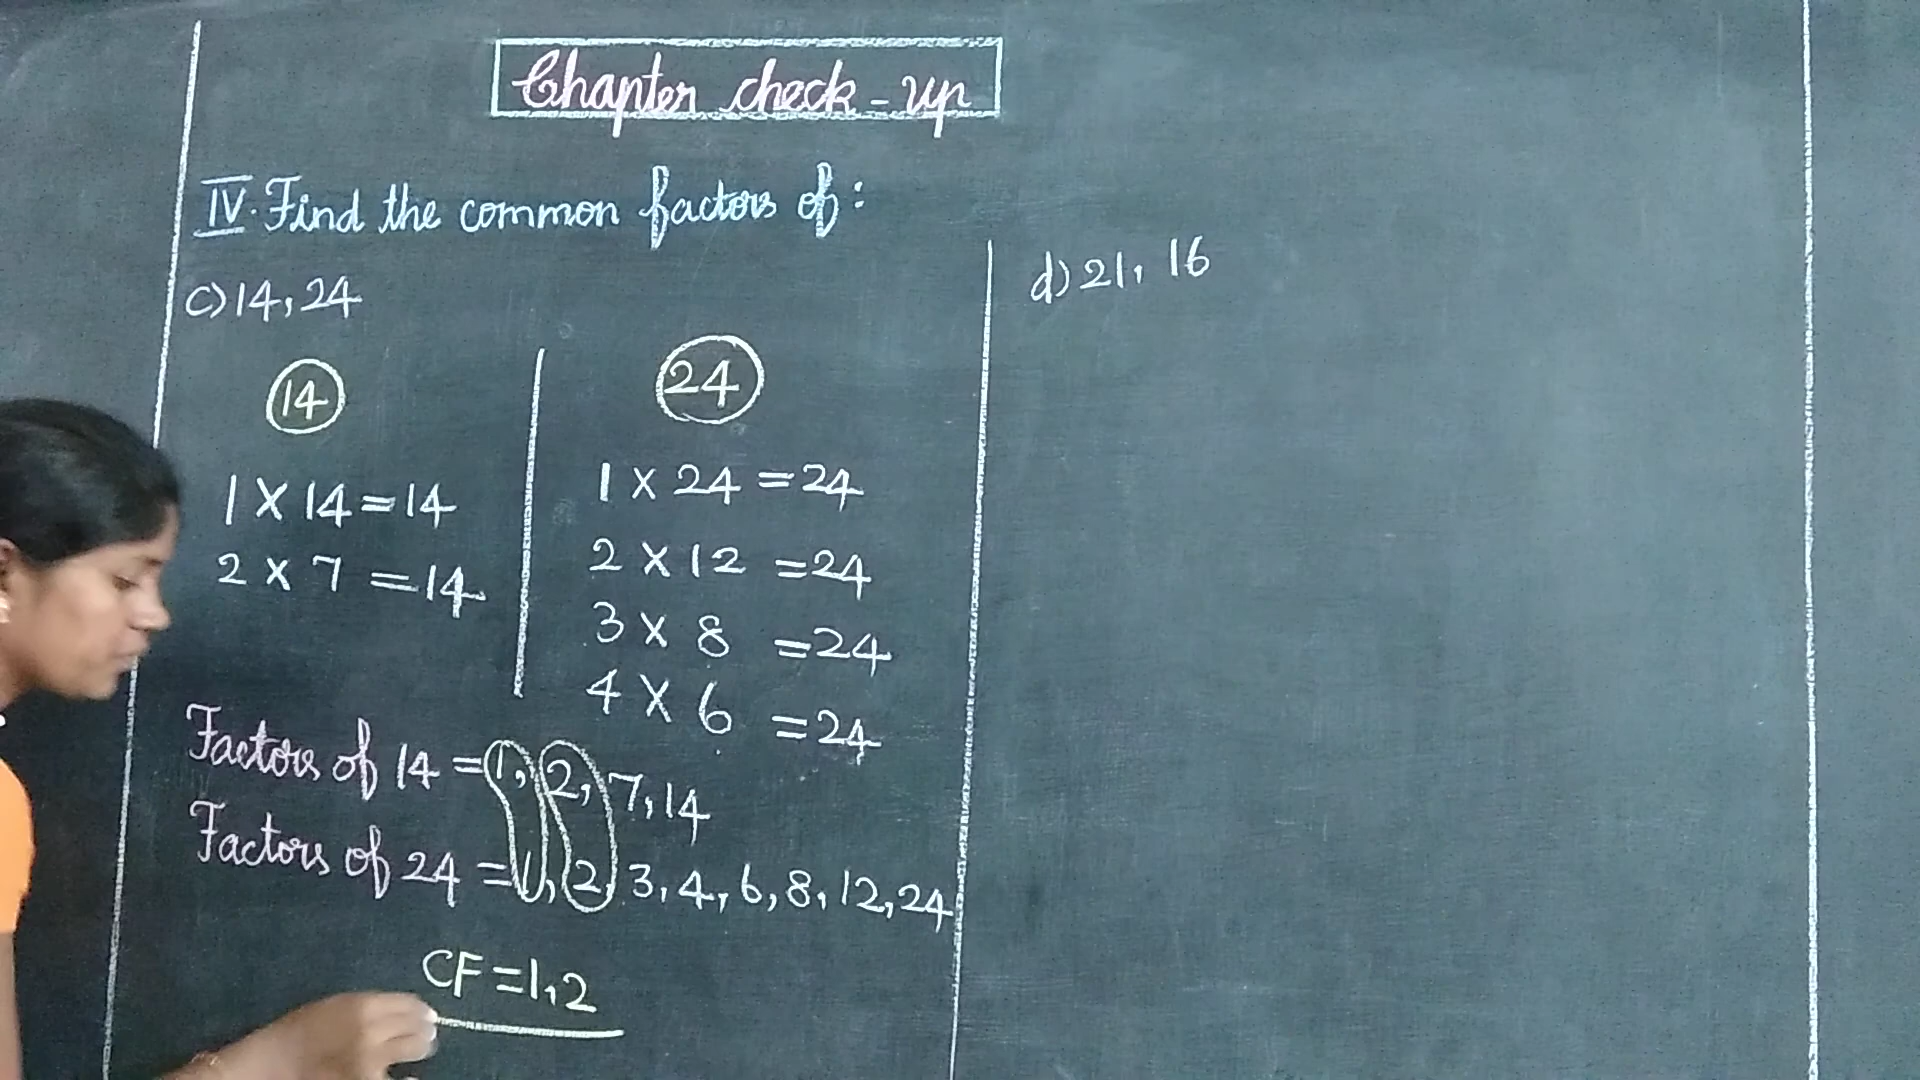 Chapter check-up
IV. Find the common factors of:
c) 14, 24
14
1 X 14 = 14
2 X 7 = 14
24
1 X 24 = 24
2 X 12 = 24
3 X 8 = 24
4 X 6 = 24
Factors of 14 = 1, 2, 7, 14
Factors of 24 = 1, 2, 3, 4, 6, 8, 12, 24
CF = 1, 2
d) 21, 16